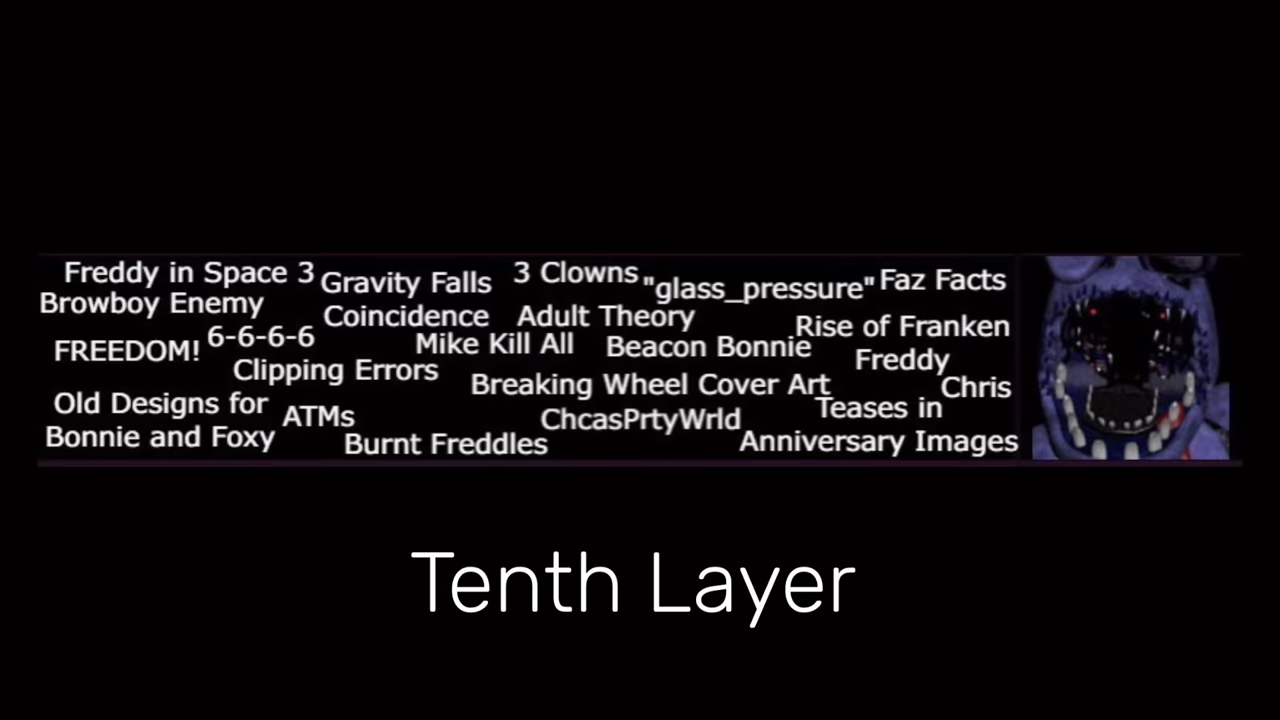 Freddy in Space 3
Gravity Falls
3 Clowns
"glass_pressure"
Faz Facts
Browboy Enemy
Coincidence
Adult Theory
Rise of Franken
Freddy
FREEDOM!
6-6-6-6
Mike Kill All
Beacon Bonnie
Clipping Errors
Breaking Wheel Cover Art
Chris
Old Designs for
Bonnie and Foxy
ATMs
ChcasPrtyWrld
Teases in
Anniversary Images
Burnt Freddles
Tenth Layer